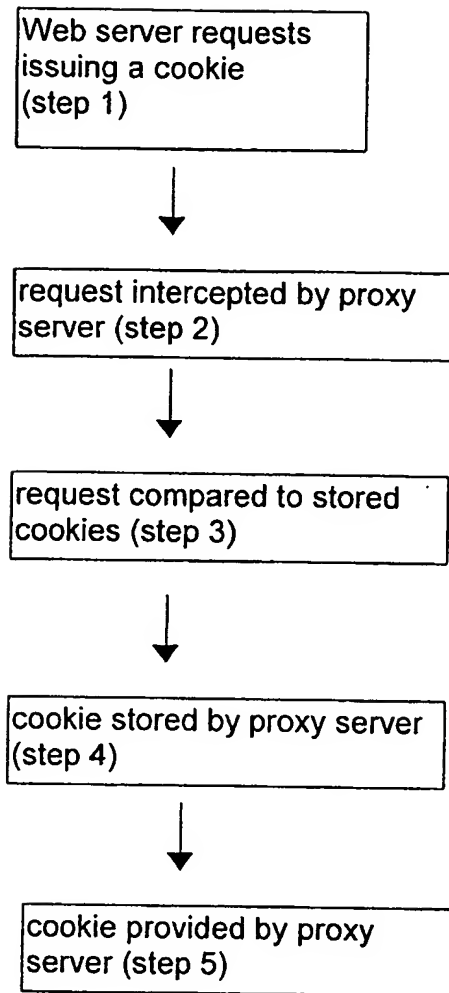 Web server requests
issuing a cookie
(step 1)
request intercepted by proxy
server (step 2)
request compared to stored
cookies (step 3)
cookie stored by proxy server
(step 4)
cookie provided by proxy
server (step 5)